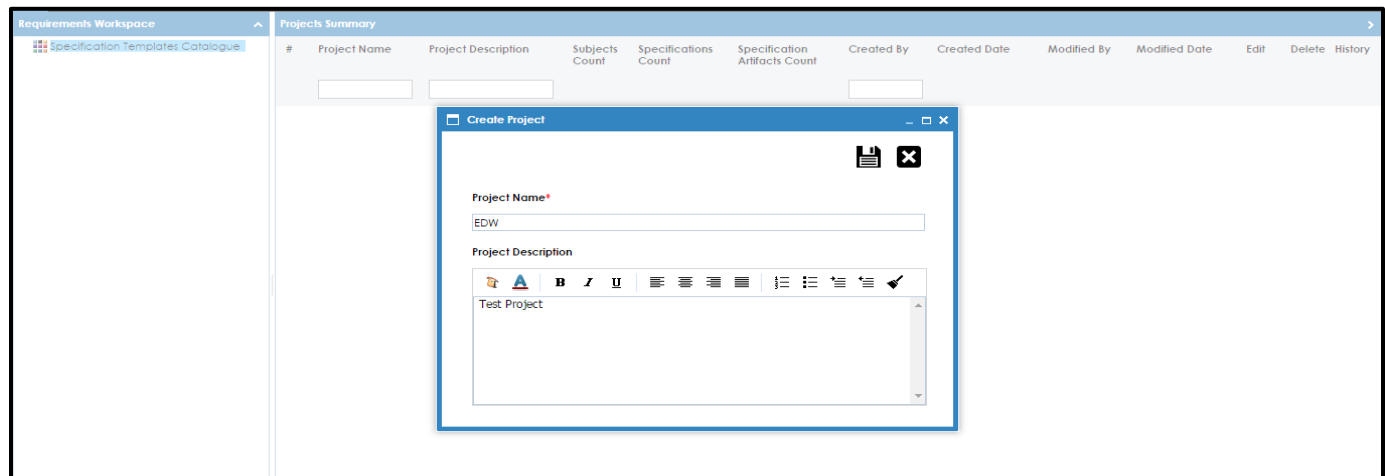 Requirements Workspace
Projects Summary
Specification Templates Catalogue
# Project Name Project Description Subjects Count Specifications Count Specification Artifacts Count Created By Created Date Modified By Modified Date Edit Delete History
Create Project
Project Name*
EDW
Project Description
A B I U
Test Project